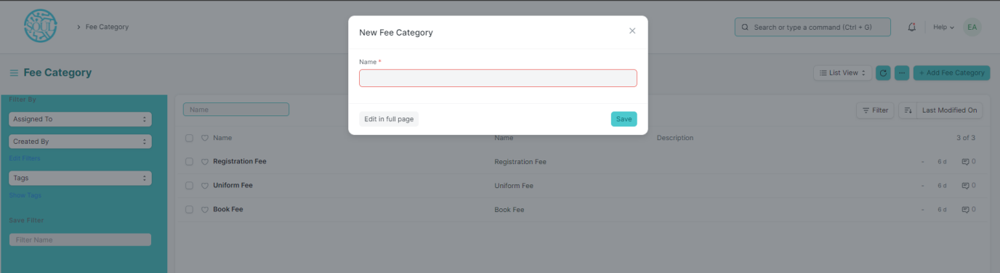 SOUL
Fee Category
Search or type a command (Ctrl + G)
Help
EA
New Fee Category
Name *
Edit in full page
Save
Fee Category
List View
+ Add Fee Category
Filter By
Assigned To
Created By
Edit Filters
Tags
Show Tags
Save Filter
Filter Name
Name
Filter
Last Modified On
Name Name Description 3 of 3
Registration Fee Registration Fee - 6 d 0
Uniform Fee Uniform Fee - 6 d 0
Book Fee Book Fee - 6 d 0